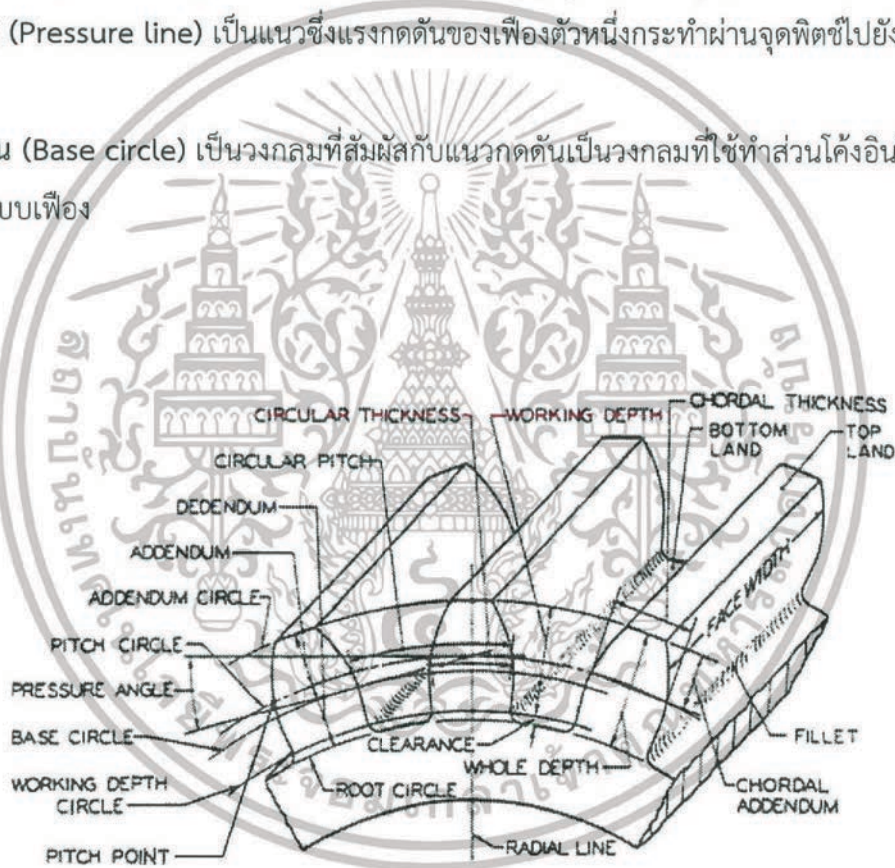 (Pressure line) เป็นแนวซึ่งแรงกดดันของเฟืองตัวหนึ่งกระทำผ่านจุดพิตช์ไปยัง
น (Base circle) เป็นวงกลมที่สัมผัสกับแนวกดดันเป็นวงกลมที่ใช้ทำส่วนโค้งอิน
บบเฟือง
CIRCULAR THICKNESS
WORKING DEPTH
CHORDAL THICKNESS
BOTTOM LAND
TOP LAND
CIRCULAR PITCH
DEDENDUM
ADDENDUM
ADDENDUM CIRCLE
PITCH CIRCLE
PRESSURE ANGLE
BASE CIRCLE
WORKING DEPTH
CIRCLE
PITCH POINT
FACE WIDTH
CLEARANCE
WHOLE DEPTH
ROOT CIRCLE
RADIAL LINE
FILLET
CHORDAL
ADDENDUM